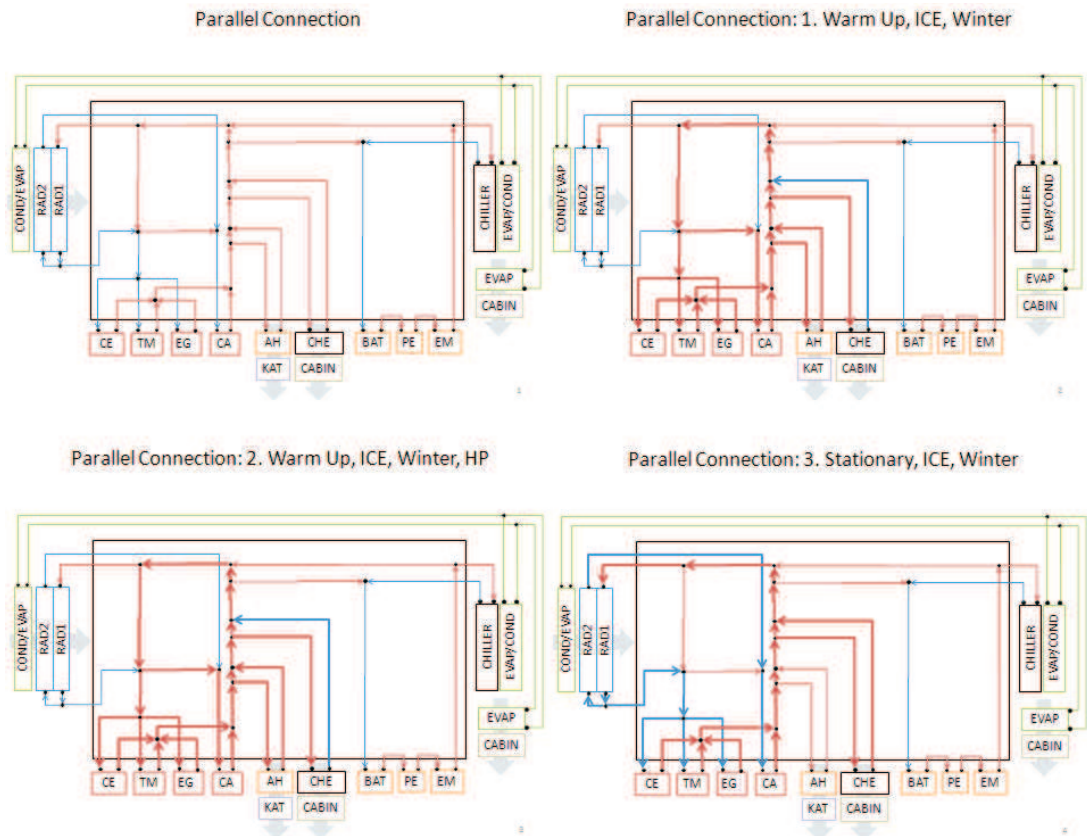 Parallel Connection
COND/EVAP
RAD2
RAD1
CHILLER
EVAP/COND
EVAP
CABIN
CE TM EG CA AH CHE BAT PE EM
KAT CABIN
1
Parallel Connection: 1. Warm Up, ICE, Winter
COND/EVAP
RAD2
RAD1
CHILLER
EVAP/COND
EVAP
CABIN
CE TM EG CA AH CHE BAT PE EM
KAT CABIN
2
Parallel Connection: 2. Warm Up, ICE, Winter, HP
COND/EVAP
RAD2
RAD1
CHILLER
EVAP/COND
EVAP
CABIN
CE TM EG CA AH CHE BAT PE EM
KAT CABIN
3
Parallel Connection: 3. Stationary, ICE, Winter
COND/EVAP
RAD2
RAD1
CHILLER
EVAP/COND
EVAP
CABIN
CE TM EG CA AH CHE BAT PE EM
KAT CABIN
4